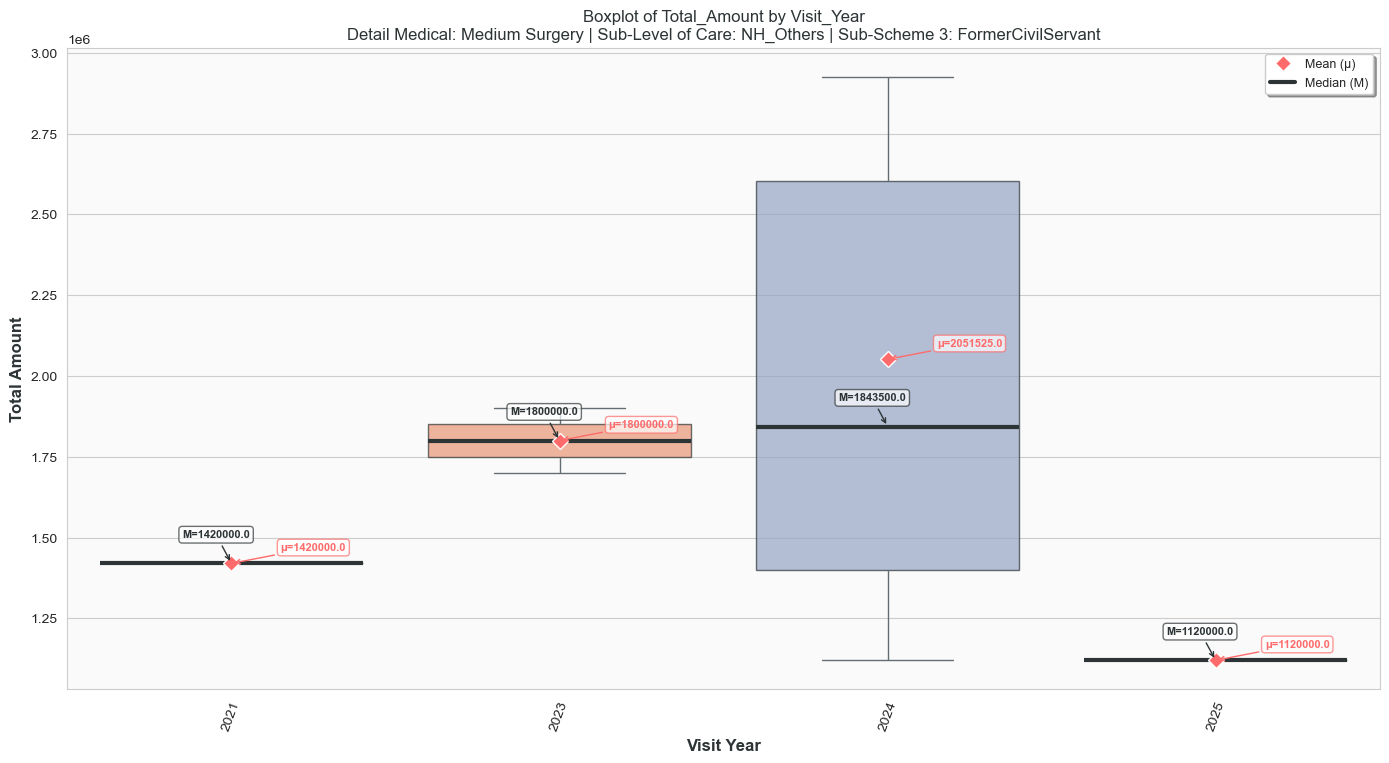 Boxplot of Total_Amount by Visit_Year
Detail Medical: Medium Surgery | Sub-Level of Care: NH_Others | Sub-Scheme 3: FormerCivilServant
1e6
3.00
2.75
2.50
2.25
2.00
1.75
1.50
1.25
Total Amount
Mean (μ)
Median (M)
M=1420000.0
μ=1420000.0
M=1800000.0
μ=1800000.0
μ=2051525.0
M=1843500.0
M=1120000.0
μ=1120000.0
2021
2023
2024
2025
Visit Year